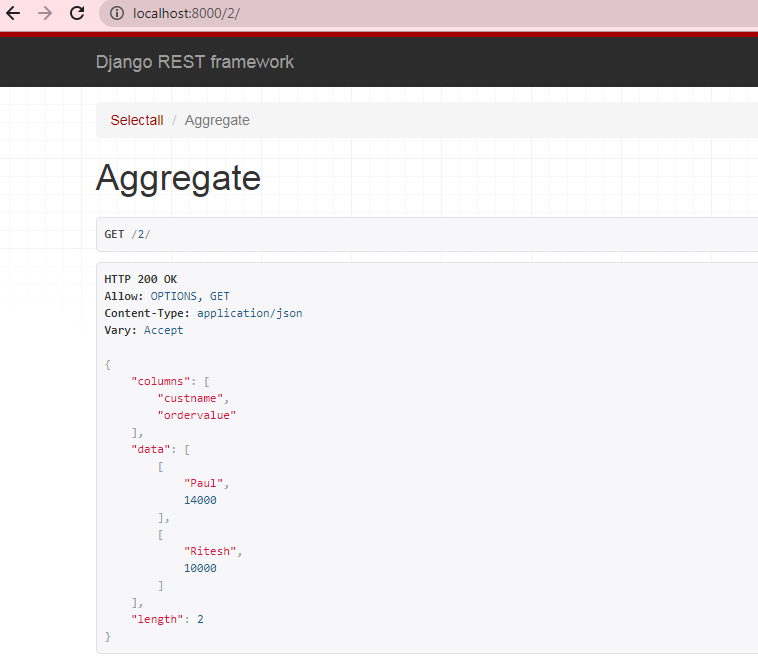 localhost:8000/2/
Django REST framework
Selectall / Aggregate
Aggregate
GET /2/
HTTP 200 OK
Allow: OPTIONS, GET
Content-Type: application/json
Vary: Accept
{
"columns": [
"custname",
"ordervalue"
],
"data": [
[
"Paul",
14000
],
[
"Ritesh",
10000
]
],
"length": 2
}